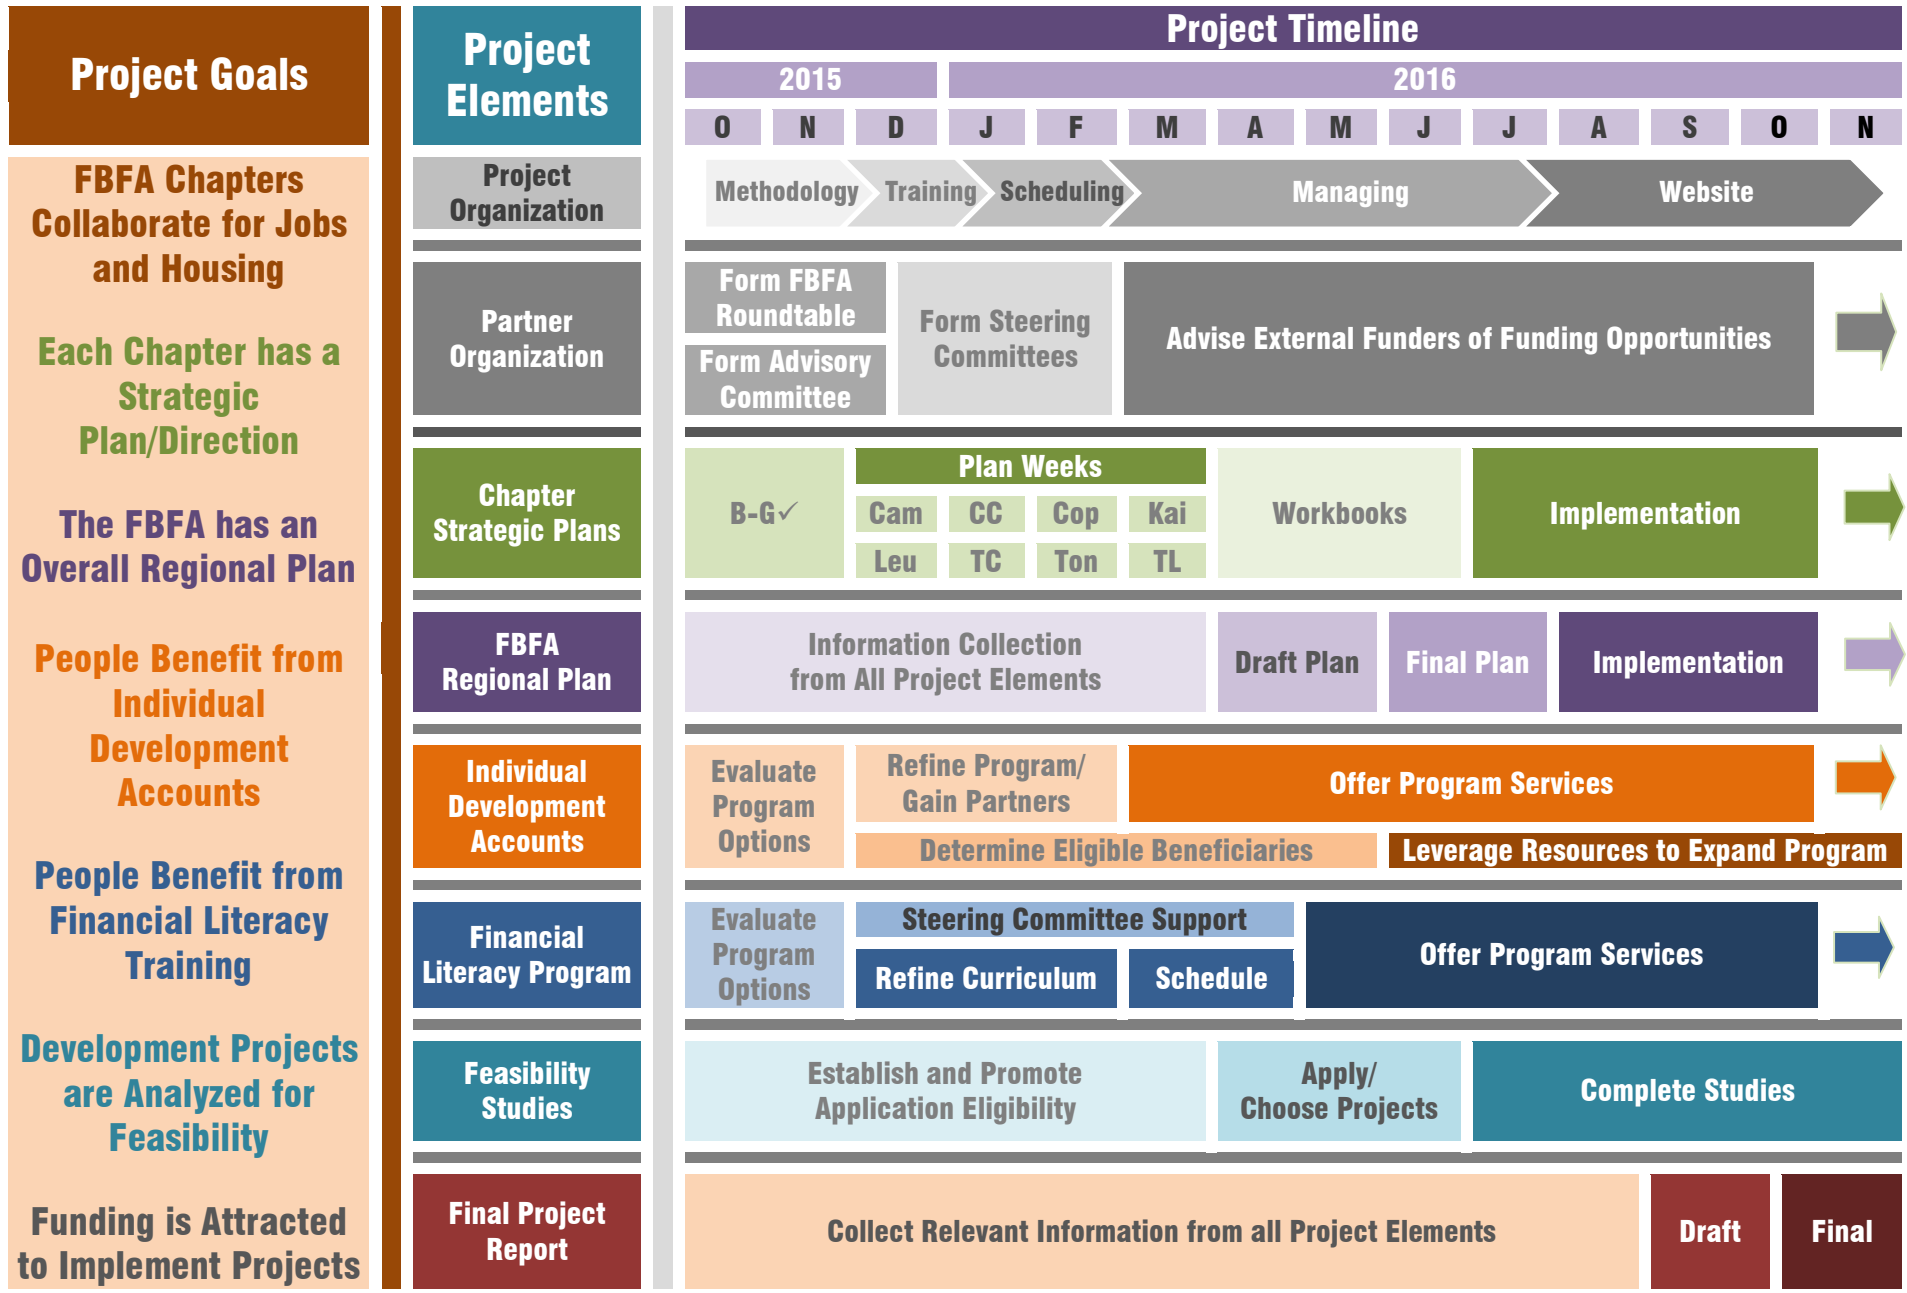 Project Goals
FBFA Chapters
Collaborate for Jobs
and Housing
Each Chapter has a
Strategic
Plan/Direction
The FBFA has an
Overall Regional Plan
People Benefit from
Individual
Development
Accounts
People Benefit from
Financial Literacy
Training
Development Projects
are Analyzed for
Feasibility
Funding is Attracted
to Implement Projects
Project
Elements
Project Timeline
2015 2016
O N D J F M A M J J A S O N
Project
Organization
Methodology Training Scheduling Managing Website
Partner
Organization
Form FBFA
Roundtable
Form Advisory
Committee
Form Steering
Committees
Advise External Funders of Funding Opportunities
Chapter
Strategic Plans
B-G✓
Plan Weeks
Cam CC Cop Kai
Leu TC Ton TL
Workbooks
Implementation
FBFA
Regional Plan
Information Collection
from All Project Elements
Draft Plan
Final Plan
Implementation
Individual
Development
Accounts
Evaluate
Program
Options
Refine Program/
Gain Partners
Offer Program Services
Determine Eligible Beneficiaries
Leverage Resources to Expand Program
Financial
Literacy Program
Evaluate
Program
Options
Steering Committee Support
Refine Curriculum
Schedule
Offer Program Services
Feasibility
Studies
Establish and Promote
Application Eligibility
Apply/
Choose Projects
Complete Studies
Final Project
Report
Collect Relevant Information from all Project Elements
Draft
Final